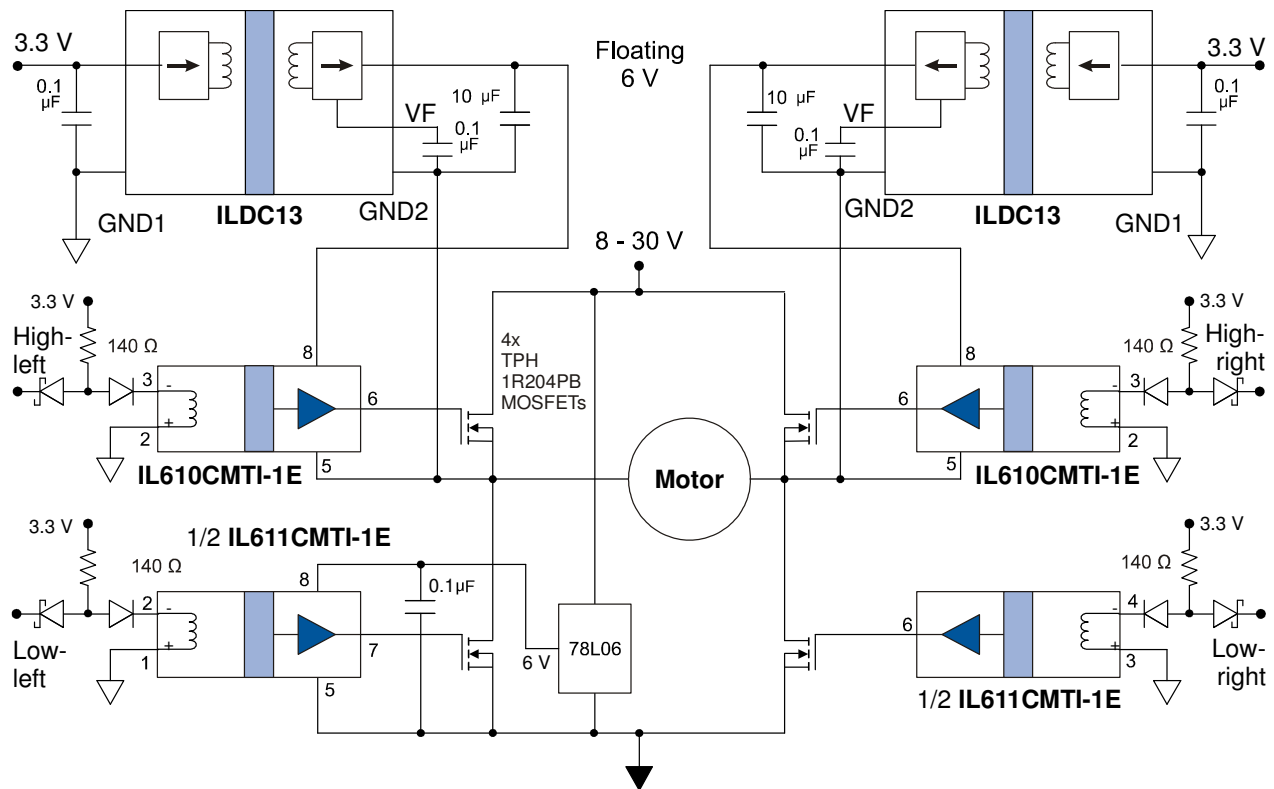 3.3 V
0.1
µF
GND1
ILDC13
GND2
VF
0.1
µF
10 µF
Floating
6 V
10 µF
VF
0.1
µF
GND2
ILDC13
GND1
3.3 V
0.1
µF
8 - 30 V
3.3 V
High-
left
140 Ω
3
-
+
2
8
6
5
IL610CMTI-1E
4x
TPH
1R204PB
MOSFETs
Motor
3.3 V
High-
right
140 Ω
8
3
-
+
2
6
5
IL610CMTI-1E
3.3 V
Low-
left
140 Ω
1/2 IL611CMTI-1E
2
-
+
1
8
7
5
0.1µF
6 V
78L06
3.3 V
140 Ω
Low-
right
6
4
-
+
3
1/2 IL611CMTI-1E